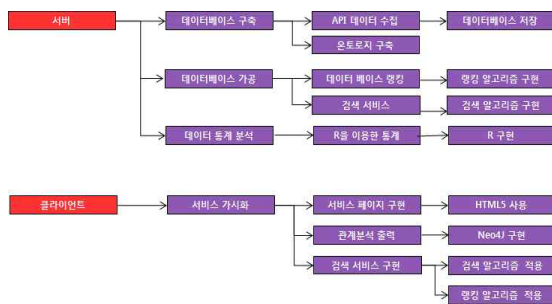 서버
데이터베이스 구축
API 데이터 수집
데이터베이스 저장
온토로지 구축
데이터베이스 가공
데이터 베이스 랭킹
랭킹 알고리즘 구현
검색 서비스
검색 알고리즘 구현
데이터 통계 분석
R을 이용한 통계
R 구현
클라이언트
서비스 가시화
서비스 페이지 구현
HTML5 사용
관계분석 출력
Neo4J 구현
검색 서비스 구현
검색 알고리즘 적용
랭킹 알고리즘 적용